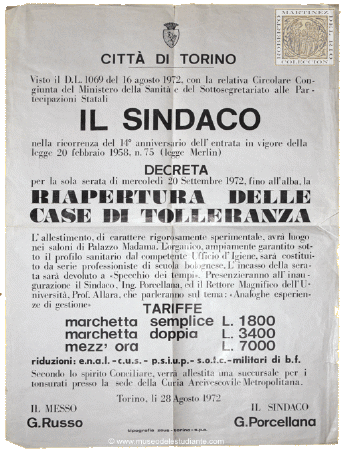 ROBERTO MARTINEZ
COLECCION
CITTÀ DI TORINO
Visto il D.L. 1069 del 16 agosto 1972, con la relativa Circolare Con-
giunta del Ministero della Sanità e del Sottosegretariato alle Par-
tecipazioni Statali
IL SINDACO
nella ricorrenza del 14° anniversario dell'entrata in vigore della
legge 20 febbraio 1958, n. 75 (legge Merlin)
DECRETA
per la sola serata di mercoledì 20 Settembre 1972, fino all'alba, la
RIAPERTURA DELLE
CASE DI TOLLERANZA
L'allestimento, di carattere rigorosamente sperimentale, avrà luogo
nei saloni di Palazzo Madama. L'organico, ampiamente garantito sotto
il profilo sanitario dal competente Ufficio d'Igiene, sarà costitui-
to da serie professioniste di scuola bolognese. L'incasso della sera-
ta sarà devoluto a «Specchio dei tempi». Presenzieranno all'inau-
gurazione il Sindaco, Ing. Porcellana, ed il Rettore Magnifico dell'U-
niversità, Prof. Allara, che parleranno sul tema: «Analoghe esperien-
ze di gestione»
TARIFFE
marchetta semplice L. 1800
marchetta doppia L. 3400
mezz' ora L. 7000
riduzioni: e.n.a.l. - c.u.s. - p.s.i.u.p. - s.o.i.c. - militari di b.f.
Secondo lo spirito Conciliare, verrà allestita una succursale per i
tonsurati presso la sede della Curia Arcivescovile Metropolitana.
Torino, lì 28 Agosto 1972
IL MESSO IL SINDACO
G. Russo G. Porcellana
© www.museodelestudiante.com